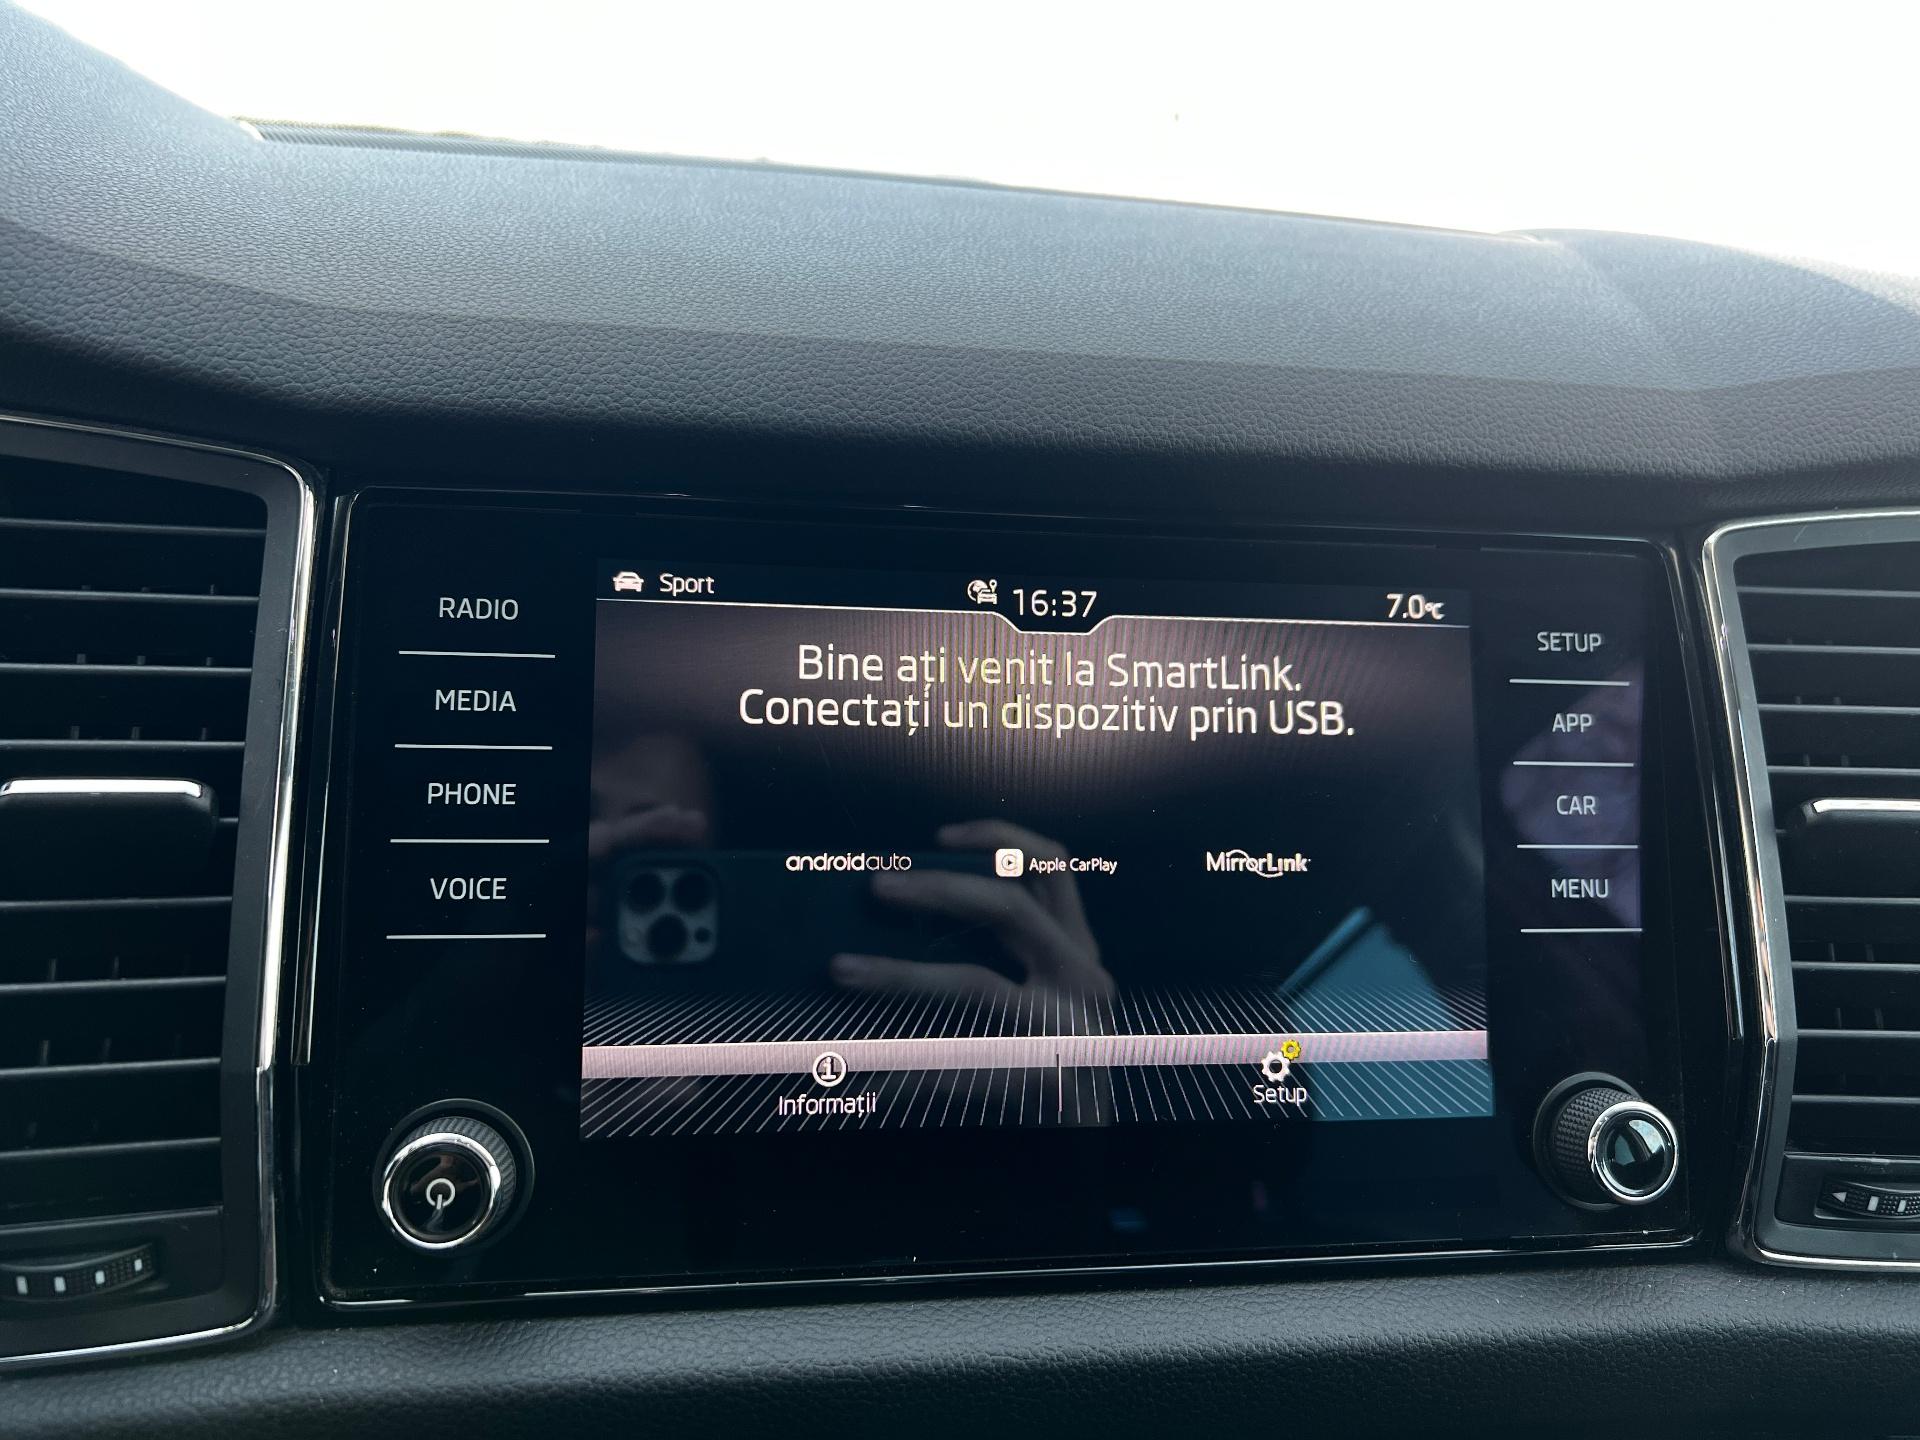 Sport
16:37
7.0°C
RADIO
MEDIA
PHONE
VOICE
Bine ați venit la SmartLink.
Conectați un dispozitiv prin USB.
androidauto
Apple CarPlay
MirrorLink
Informații
Setup
SETUP
APP
CAR
MENU